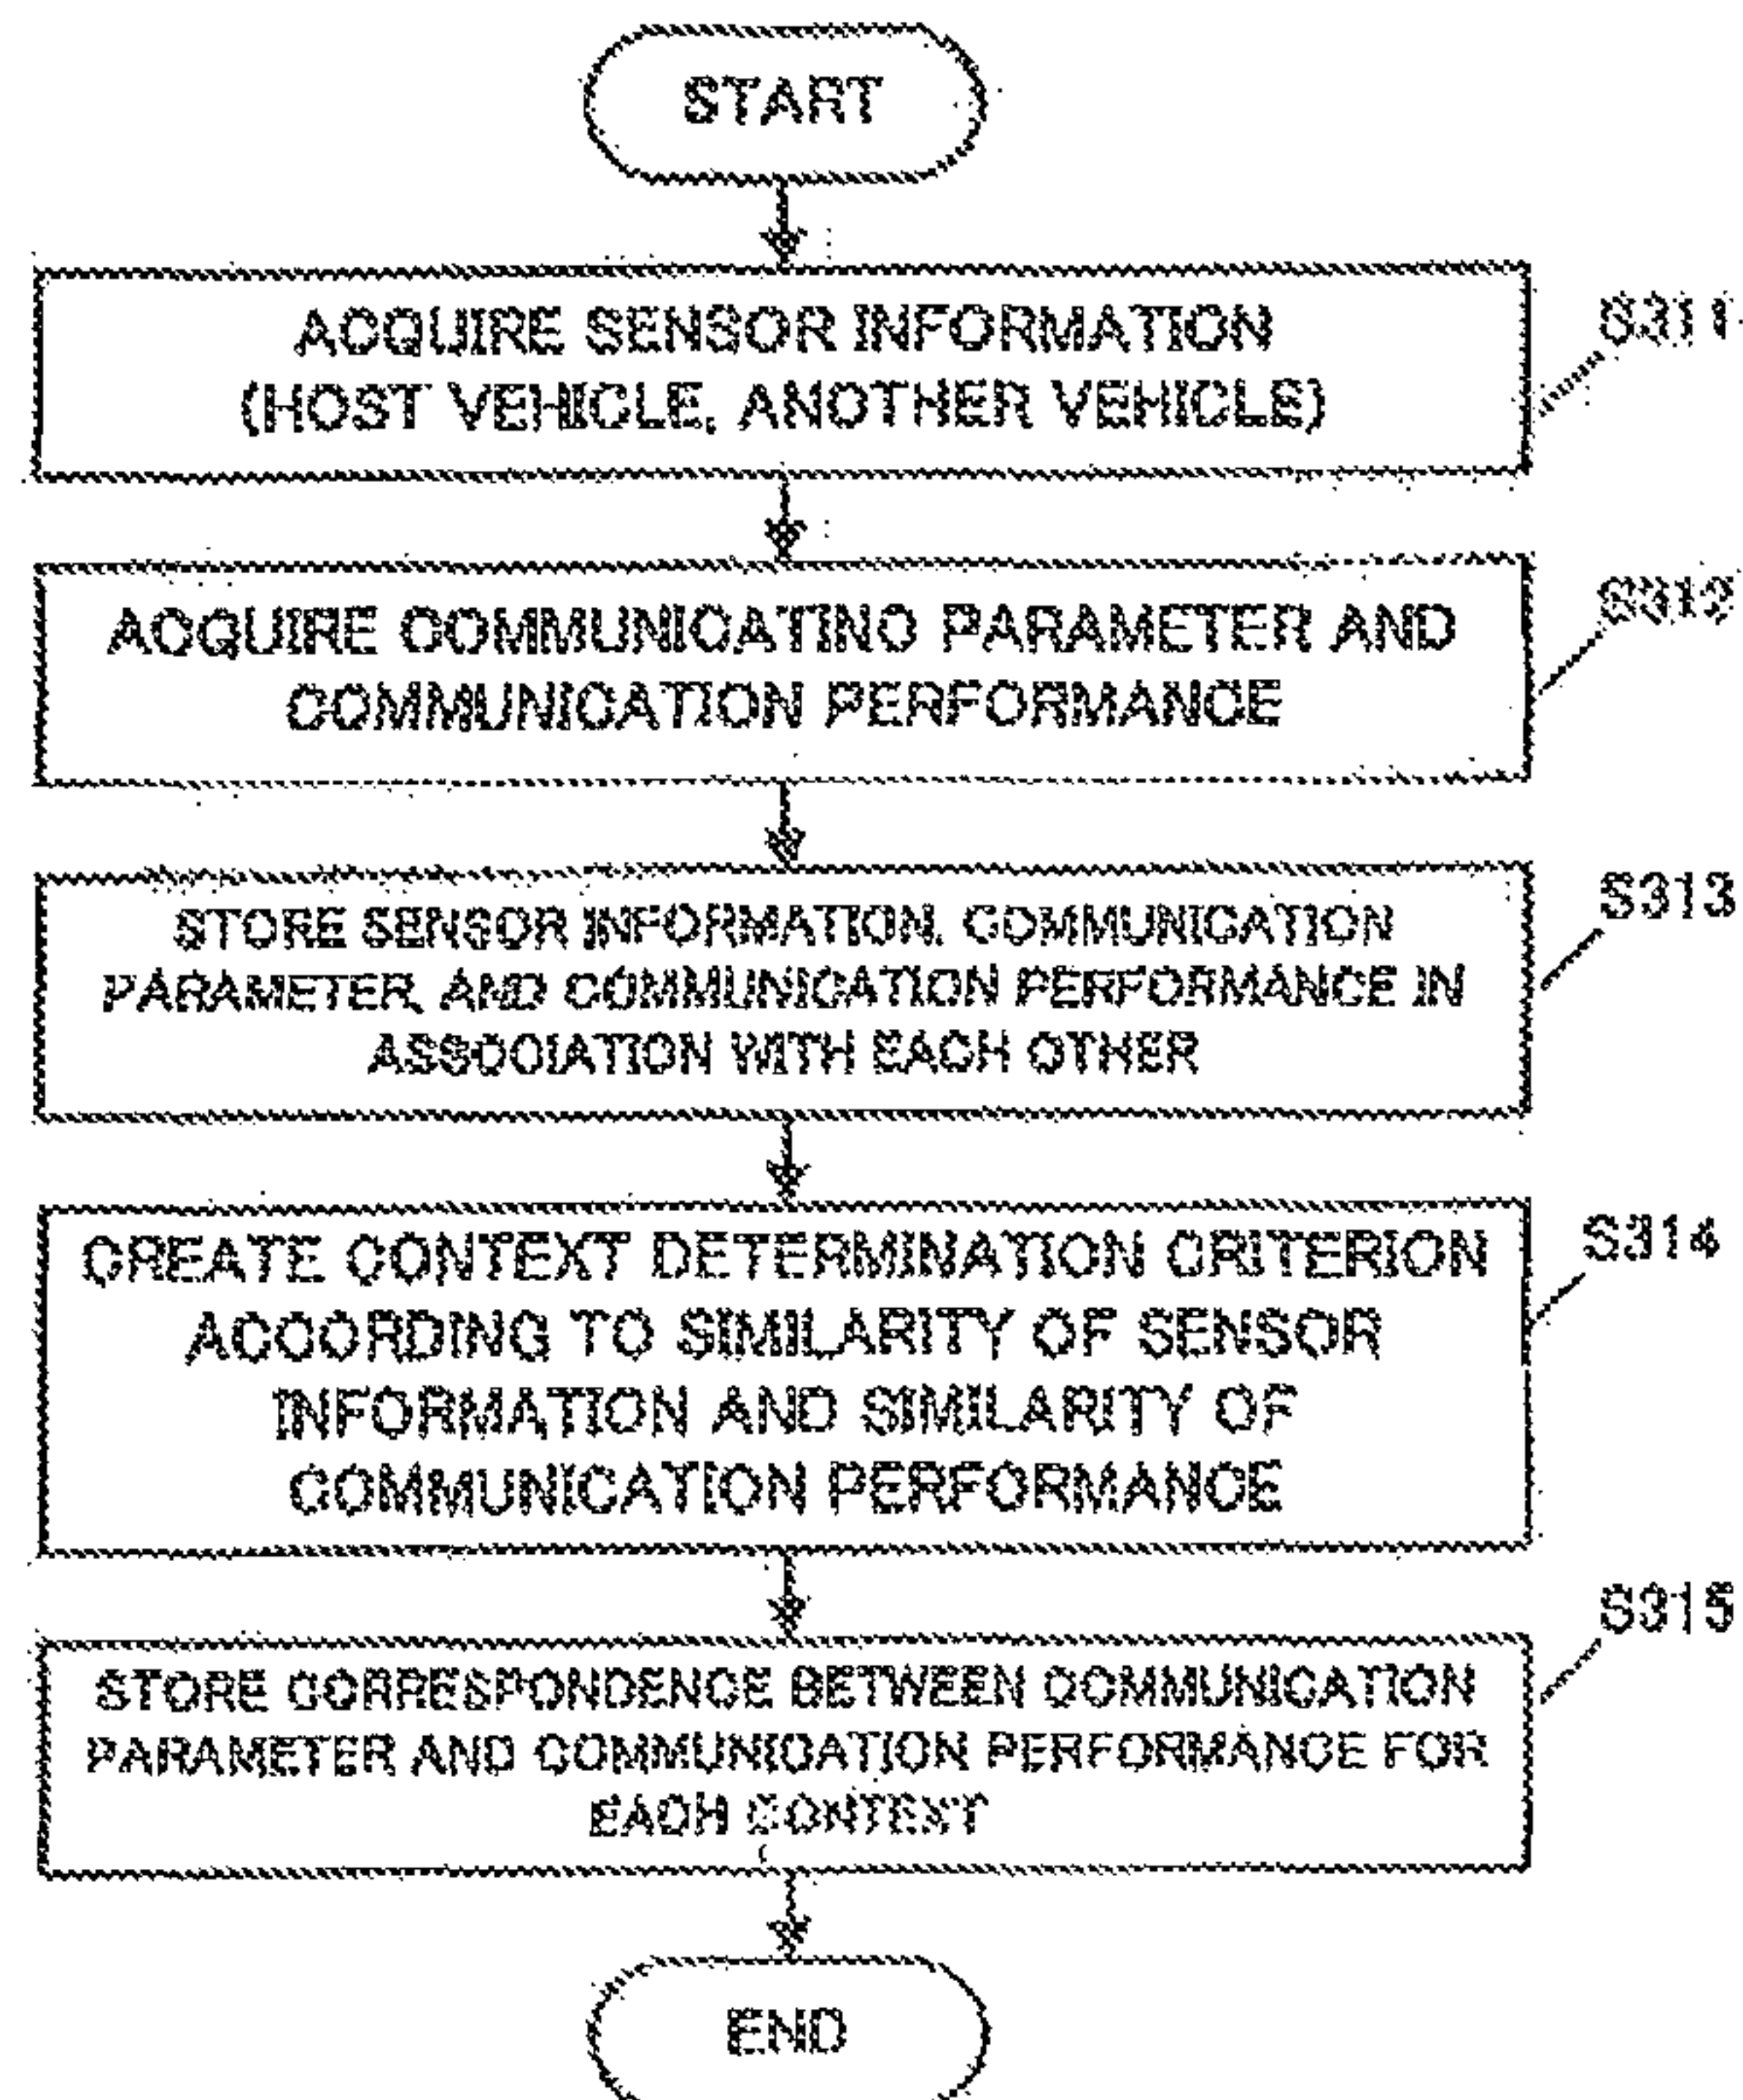 START
ACQUIRE SENSOR INFORMATION
(HOST VEHICLE, ANOTHER VEHICLE)
S311
ACQUIRE COMMUNICATING PARAMETER AND
COMMUNICATION PERFORMANCE
S312
STORE SENSOR INFORMATION, COMMUNICATION
PARAMETER, AND COMMUNICATION PERFORMANCE IN
ASSOCIATION WITH EACH OTHER
S313
CREATE CONTEXT DETERMINATION CRITERION
ACCORDING TO SIMILARITY OF SENSOR
INFORMATION AND SIMILARITY OF
COMMUNICATION PERFORMANCE
S314
STORE CORRESPONDENCE BETWEEN COMMUNICATION
PARAMETER AND COMMUNICATION PERFORMANCE FOR
EACH CONTEXT
S315
END